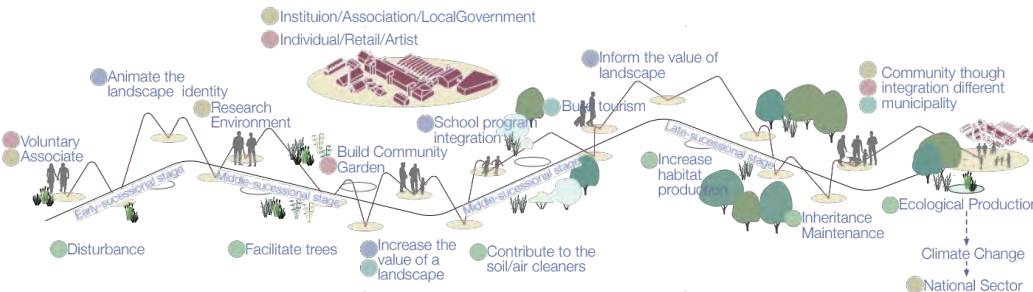 Instituion/Association/LocalGovernment
Individual/Retail/Artist
Animate the
landscape identity
Research
Environment
Voluntary
Associate
Build Community
Garden
School program
integration
Buid tourism
Inform the value of
landscape
Community though
integration different
municipality
Early-sucessional stage
Middle-sucessional stage
Middle-sucessional stage
Late-sucessional stage
Increase
habitat
production
Disturbance
Facilitate trees
Increase the
value of a
landscape
Contribute to the
soil/air cleaners
Inheritance
Maintenance
Ecological Production
Climate Change
National Sector